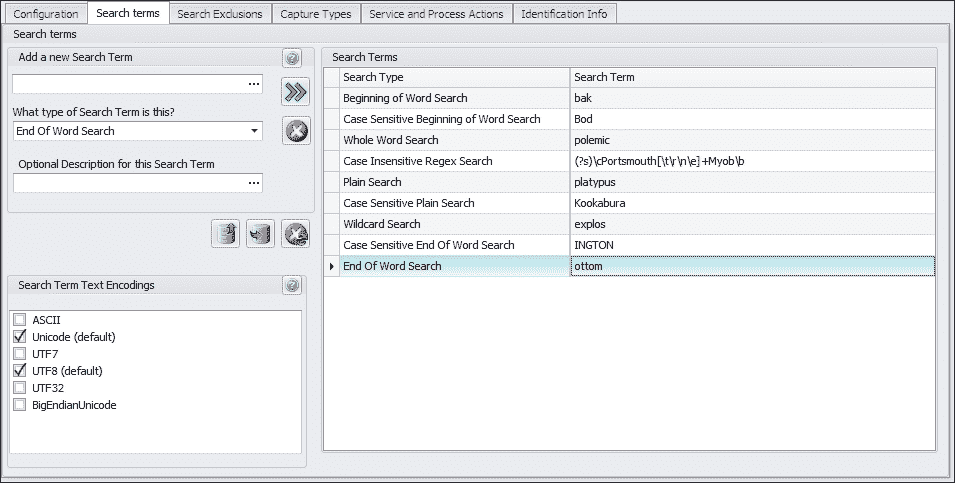 Configuration Search terms Search Exclusions Capture Types Service and Process Actions Identification Info
Search terms
Add a new Search Term
...
What type of Search Term is this?
End Of Word Search
Optional Description for this Search Term
...
Search Term Text Encodings
ASCII
Unicode (default)
UTF7
UTF8 (default)
UTF32
BigEndianUnicode
Search Terms
Search Type Search Term
Beginning of Word Search bak
Case Sensitive Beginning of Word Search Bod
Whole Word Search polemic
Case Insensitive Regex Search (?s)\cPortsmouth[\t\r\n\e]+Myob\b
Plain Search platypus
Case Sensitive Plain Search Kookabura
Wildcard Search explos
Case Sensitive End Of Word Search INGTON
End Of Word Search ottom